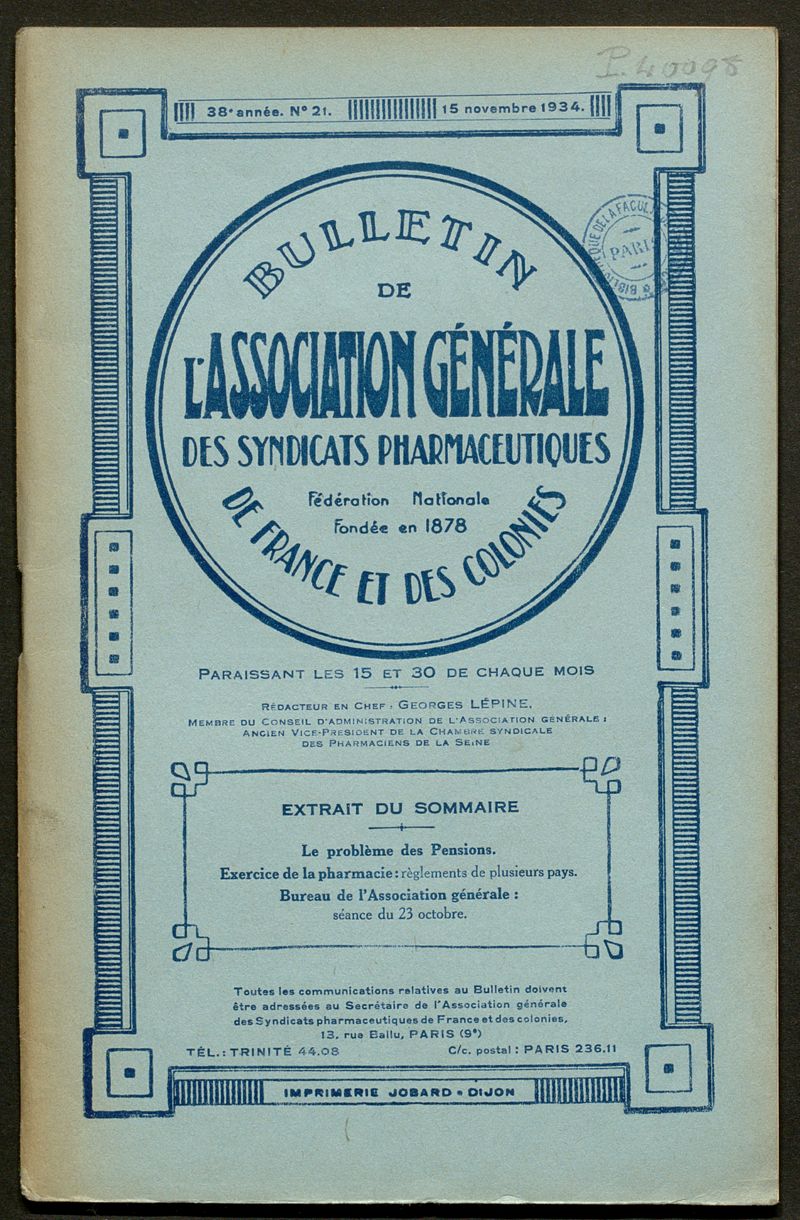 P. 40098
38e année. No 21. 15 novembre 1934.
BULLETIN
DE
L'ASSOCIATION GÉNÉRALE
DES SYNDICATS PHARMACEUTIQUES
Fédération Nationale
Fondée en 1878
DE FRANCE ET DES COLONIES
BIBLIOTHÈQUE DE LA FACUL
PARIS
PARAISSANT LES 15 ET 30 DE CHAQUE MOIS
RÉDACTEUR EN CHEF : GEORGES LÉPINE,
MEMBRE DU CONSEIL D'ADMINISTRATION DE L'ASSOCIATION GÉNÉRALE ;
ANCIEN VICE-PRESIDENT DE LA CHAMBRE SYNDICALE
DES PHARMACIENS DE LA SEINE
EXTRAIT DU SOMMAIRE
Le problème des Pensions.
Exercice de la pharmacie : règlements de plusieurs pays.
Bureau de l'Association générale :
séance du 23 octobre.
Toutes les communications relatives au Bulletin doivent
être adressées au Secrétaire de l'Association générale
des Syndicats pharmaceutiques de France et des colonies,
13, rue Ballu, PARIS (9e)
TÉL. : TRINITÉ 44.08 C/c. postal : PARIS 236.11
IMPRIMERIE JOBARD • DIJON